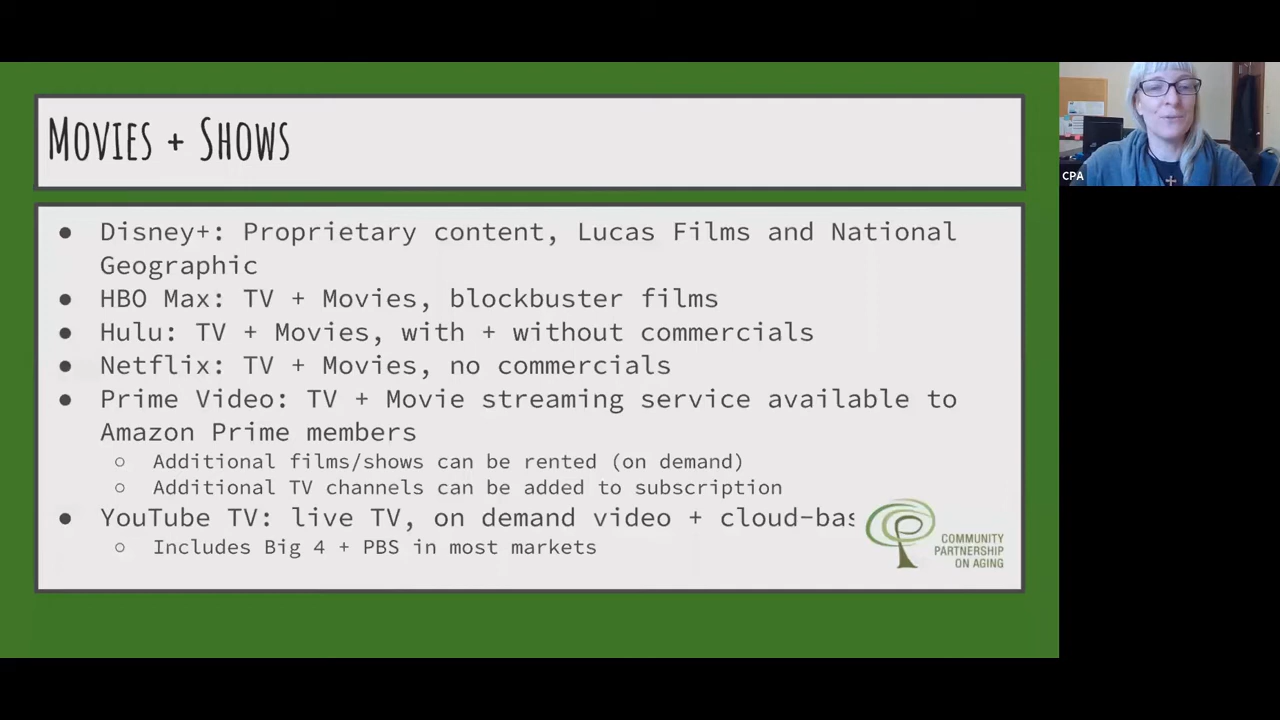 Movies + Shows
● Disney+: Proprietary content, Lucas Films and National
Geographic
● HBO Max: TV + Movies, blockbuster films
● Hulu: TV + Movies, with + without commercials
● Netflix: TV + Movies, no commercials
● Prime Video: TV + Movie streaming service available to
Amazon Prime members
○ Additional films/shows can be rented (on demand)
○ Additional TV channels can be added to subscription
● YouTube TV: live TV, on demand video + cloud-bas
○ Includes Big 4 + PBS in most markets
COMMUNITY
PARTNERSHIP
ON AGING
CPA